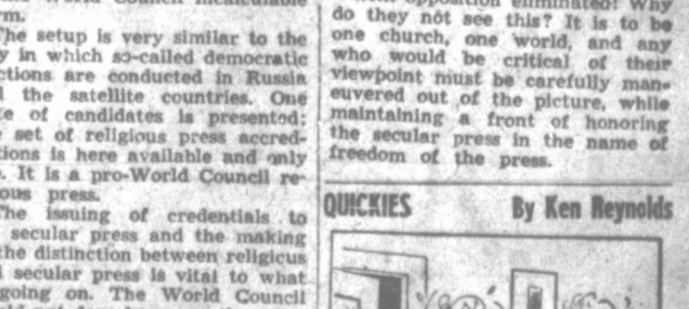 rm.
The setup is very similar to the
y in which so-called democratic
ctions are conducted in Russia
the satellite countries. One
te of candidates is presented;
set of religious press accred-
tions is here available and only
. It is a pro-World Council re-
ous press.
The issuing of credentials to
secular press and the making
the distinction between religicus
secular press is vital to what
going on. The World Council
opposition eliminated! Why
do they not see this? It is to be
one church, one world, and any
who would be critical of their
viewpoint must be carefully man-
euvered out of the picture, while
maintaining a front of honoring
the secular press in the name of
freedom of the press.
QUICKIES By Ken Reynolds